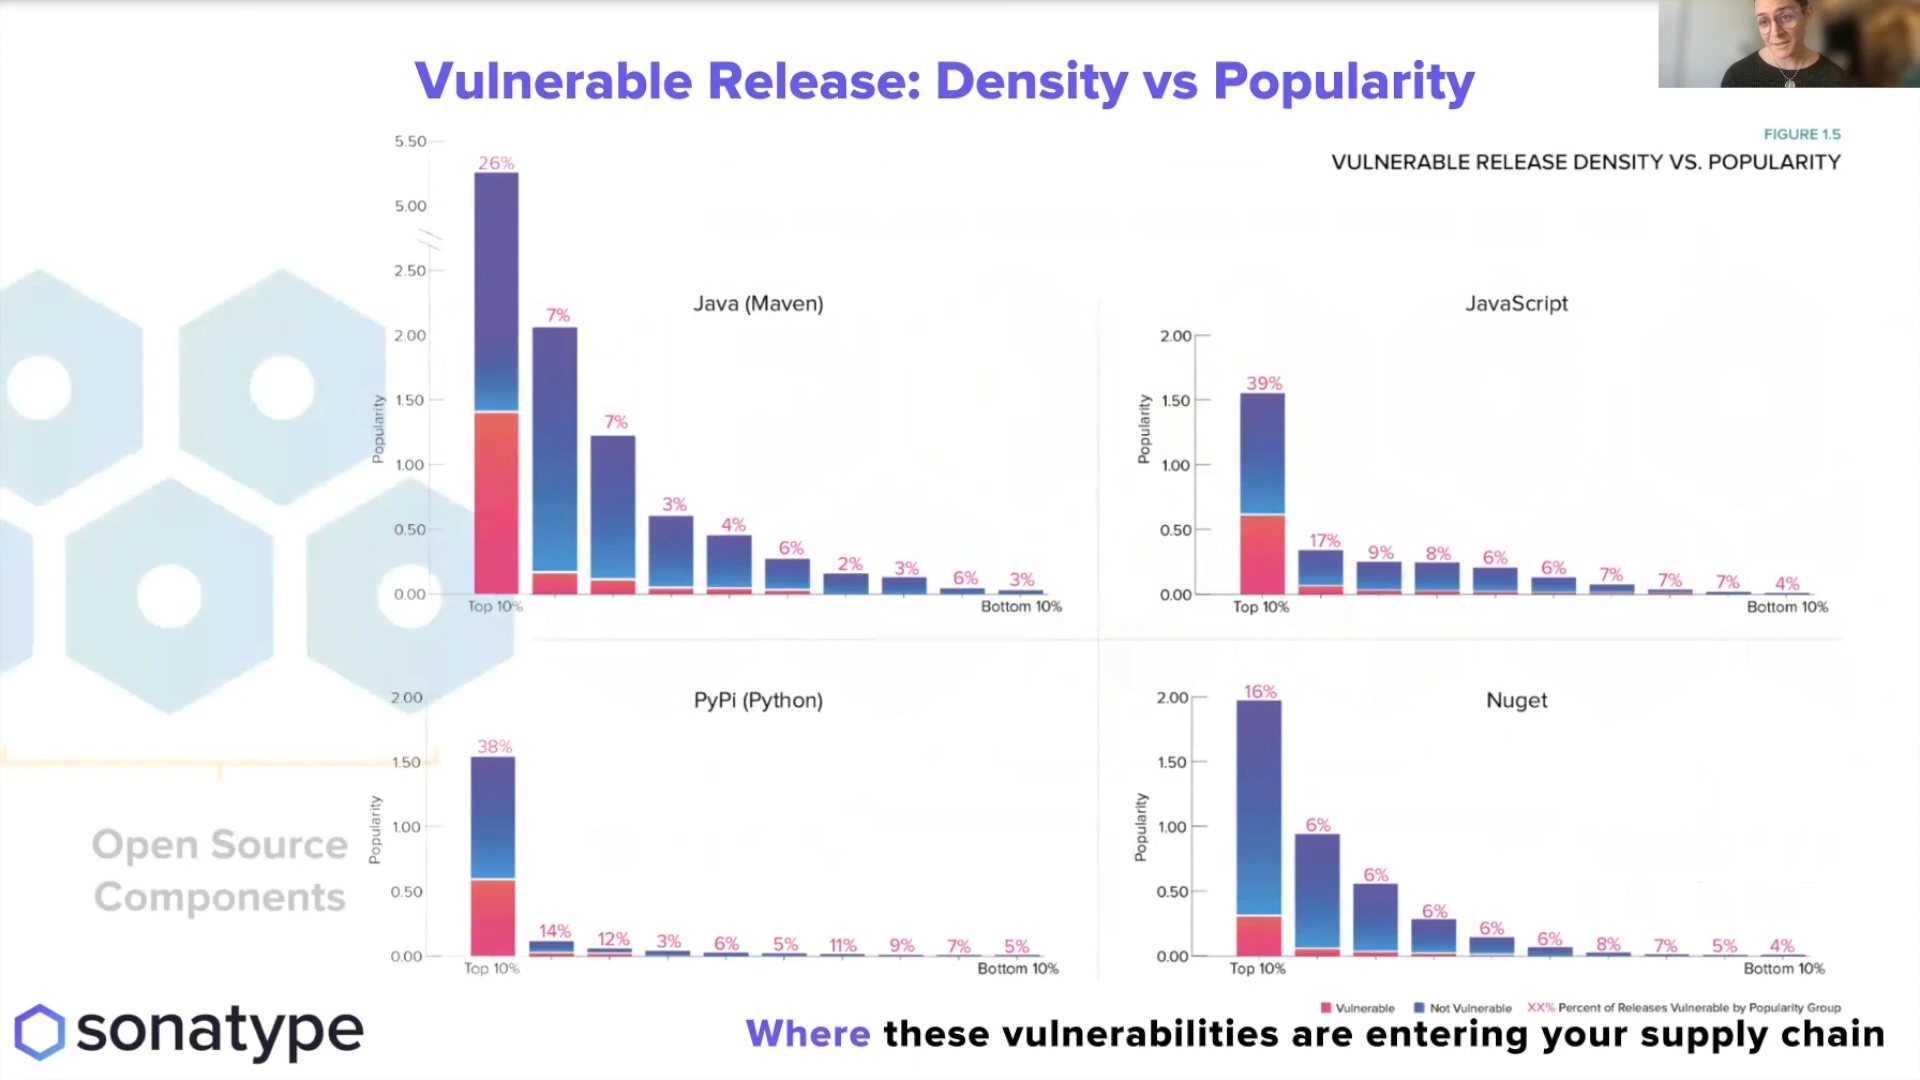 Vulnerable Release: Density vs Popularity
FIGURE 1.5
VULNERABLE RELEASE DENSITY VS. POPULARITY
Java (Maven)
Popularity
5.50
5.00
2.50
2.00
1.50
1.00
0.50
0.00
26%
7%
7%
3%
4%
6%
2%
3%
6%
3%
Top 10%
Bottom 10%
JavaScript
Popularity
2.00
1.50
1.00
0.50
0.00
39%
17%
9%
8%
6%
6%
7%
7%
7%
4%
Top 10%
Bottom 10%
PyPi (Python)
Popularity
2.00
1.50
1.00
0.50
0.00
38%
14%
12%
3%
6%
5%
11%
9%
7%
5%
Top 10%
Bottom 10%
Nuget
Popularity
2.00
1.50
1.00
0.50
0.00
16%
6%
6%
6%
6%
6%
8%
7%
5%
4%
Top 10%
Bottom 10%
Open Source
Components
Vulnerable
Not Vulnerable
XX% Percent of Releases Vulnerable by Popularity Group
sonatype
Where these vulnerabilities are entering your supply chain